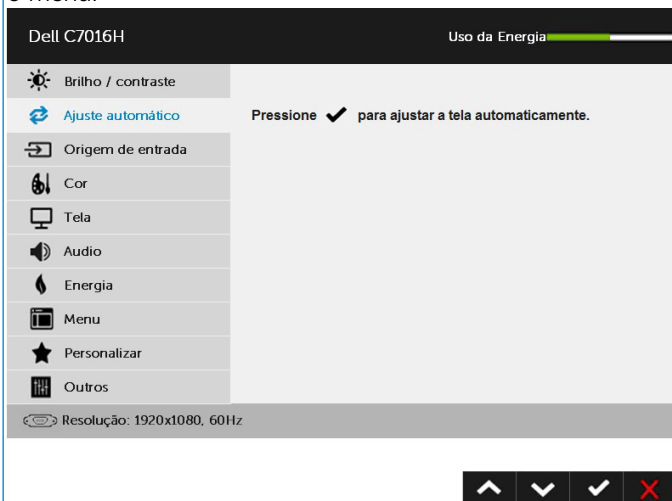 o menu.
Dell C7016H
Uso da Energia
Brilho / contraste
Ajuste automático
Pressione ✔ para ajustar a tela automaticamente.
Origem de entrada
Cor
Tela
Audio
Energia
Menu
Personalizar
Outros
Resolução: 1920x1080, 60Hz